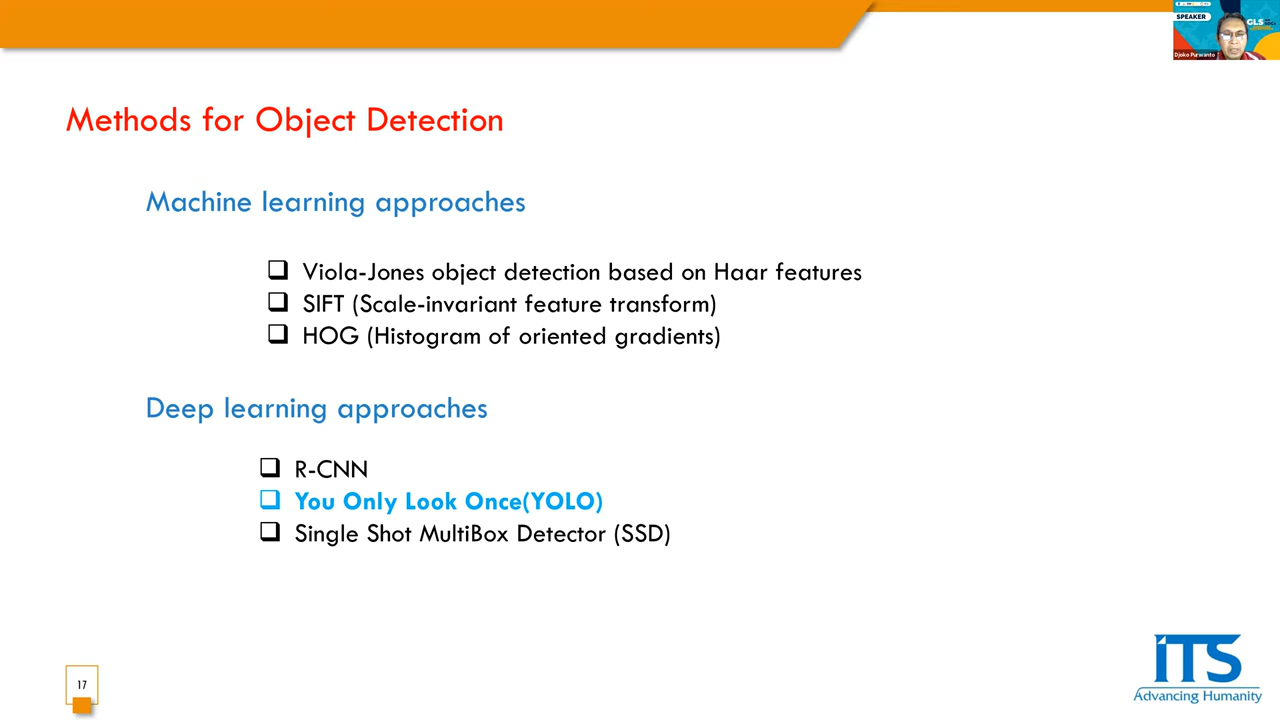 SPEAKER
GLS
Djoko Purwanto
Methods for Object Detection
Machine learning approaches
Viola-Jones object detection based on Haar features
SIFT (Scale-invariant feature transform)
HOG (Histogram of oriented gradients)
Deep learning approaches
R-CNN
You Only Look Once(YOLO)
Single Shot MultiBox Detector (SSD)
17
iTS
Advancing Humanity